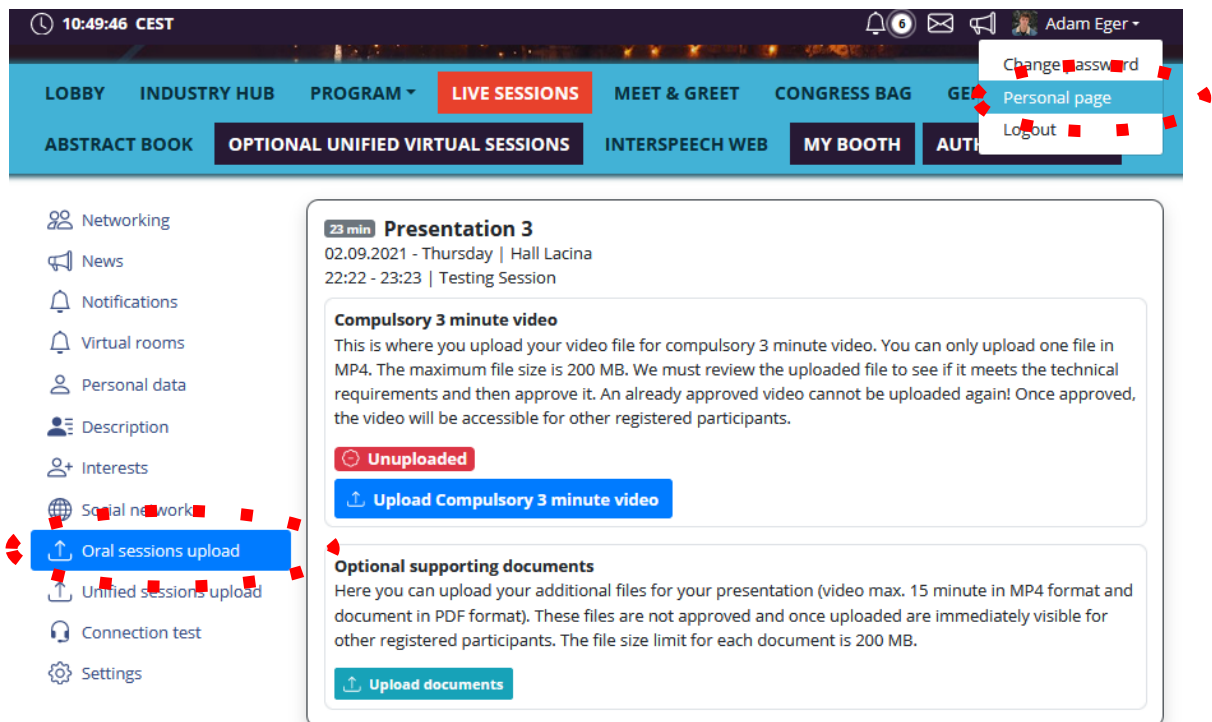 10:49:46 CEST
6
Adam Eger
Change password
Personal page
Logout
LOBBY INDUSTRY HUB PROGRAM LIVE SESSIONS MEET & GREET CONGRESS BAG
ABSTRACT BOOK OPTIONAL UNIFIED VIRTUAL SESSIONS INTERSPEECH WEB MY BOOTH
Networking
News
Notifications
Virtual rooms
Personal data
Description
Interests
Social networks
Oral sessions upload
Unified sessions upload
Connection test
Settings
23 min Presentation 3
02.09.2021 - Thursday | Hall Lacina
22:22 - 23:23 | Testing Session
Compulsory 3 minute video
This is where you upload your video file for compulsory 3 minute video. You can only upload one file in
MP4. The maximum file size is 200 MB. We must review the uploaded file to see if it meets the technical
requirements and then approve it. An already approved video cannot be uploaded again! Once approved,
the video will be accessible for other registered participants.
Unuploaded
Upload Compulsory 3 minute video
Optional supporting documents
Here you can upload your additional files for your presentation (video max. 15 minute in MP4 format and
document in PDF format). These files are not approved and once uploaded are immediately visible for
other registered participants. The file size limit for each document is 200 MB.
Upload documents